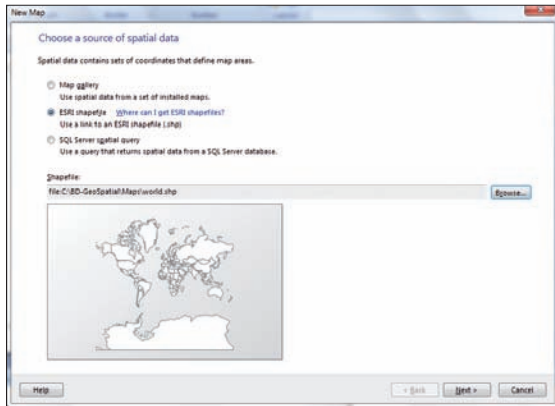 New Map
Choose a source of spatial data
Spatial data contains sets of coordinates that define map areas.
Map gallery
Use spatial data from a set of installed maps.
ESRI shapefile Where can I get ESRI shapefiles?
Use a link to an ESRI shapefile (.shp)
SQL Server spatial query
Use a query that returns spatial data from a SQL Server database.
Shapefile:
file:C:\BD-GeoSpatial\Maps\world.shp
Browse...
Help
< Back
Next >
Cancel